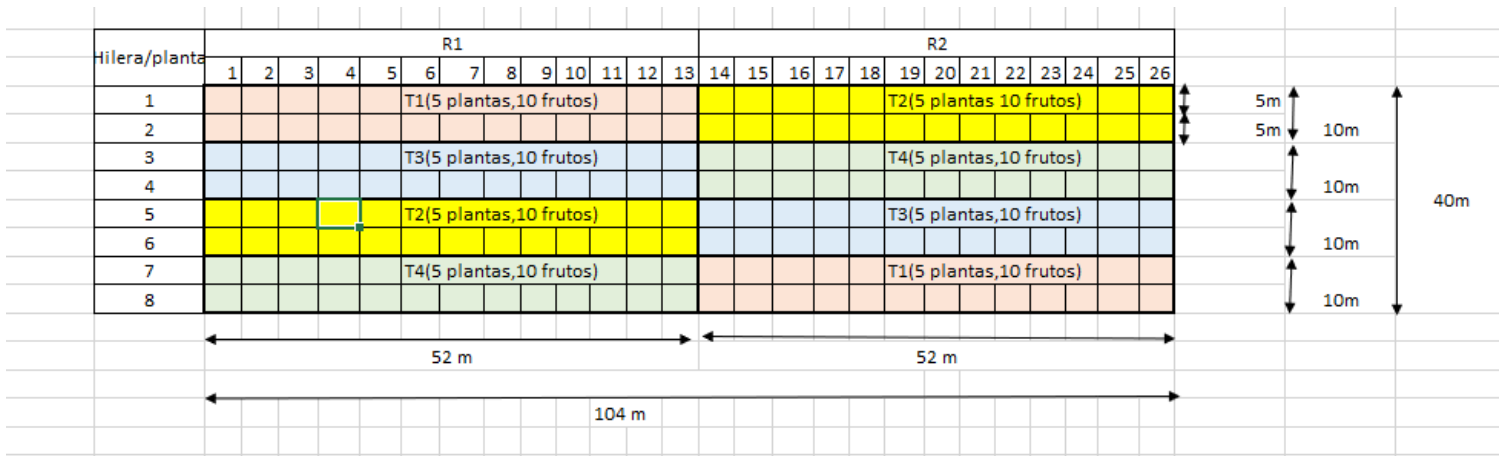 R1 R2
Hilera/planta
1 2 3 4 5 6 7 8 9 10 11 12 13 14 15 16 17 18 19 20 21 22 23 24 25 26
1 T1(5 plantas,10 frutos) T2(5 plantas 10 frutos) 5m
2 5m 10m
3 T3(5 plantas,10 frutos) T4(5 plantas,10 frutos)
4 10m
5 T2(5 plantas,10 frutos) T3(5 plantas,10 frutos) 40m
6 10m
7 T4(5 plantas,10 frutos) T1(5 plantas,10 frutos)
8 10m
52 m 52 m
104 m